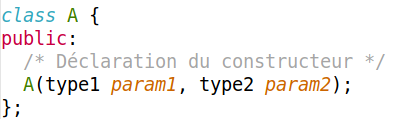 class A {
public:
  /* Déclaration du constructeur */
  A(type1 param1, type2 param2);
};